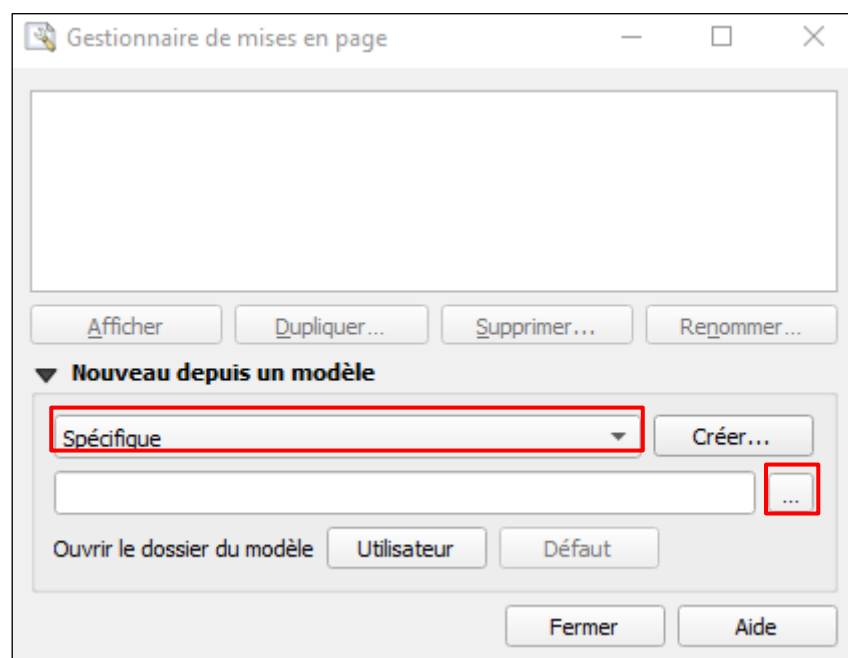 Gestionnaire de mises en page
Afficher Dupliquer... Supprimer... Renommer...
Nouveau depuis un modèle
Spécifique Créer...
...
Ouvrir le dossier du modèle Utilisateur Défaut
Fermer Aide